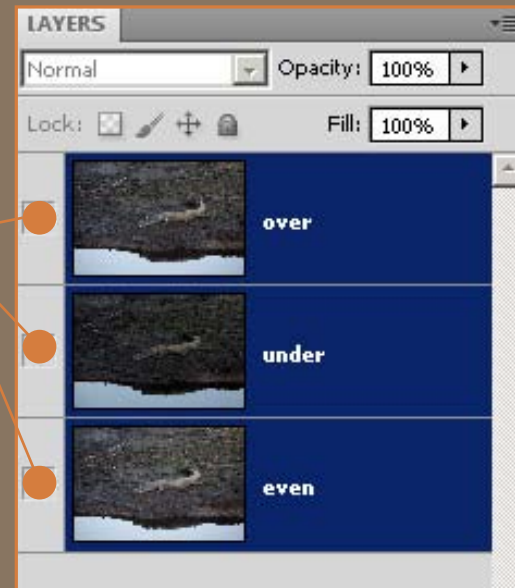 LAYERS
Normal Opacity: 100%
Lock: Fill: 100%
over
under
even